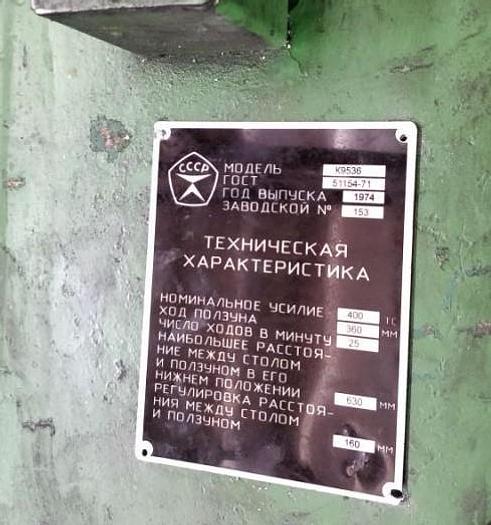 СССР
МОДЕЛЬ К9536
ГОСТ 51154-71
ГОД ВЫПУСКА 1974
ЗАВОДСКОЙ № 153
ТЕХНИЧЕСКАЯ
ХАРАКТЕРИСТИКА
НОМИНАЛЬНОЕ УСИЛИЕ 400 ТС
ХОД ПОЛЗУНА 360 ММ
ЧИСЛО ХОДОВ В МИНУТУ 25
НАИБОЛЬШЕЕ РАССТОЯ-
НИЕ МЕЖДУ СТОЛОМ
И ПОЛЗУНОМ В ЕГО
НИЖНЕМ ПОЛОЖЕНИИ 630 ММ
РЕГУЛИРОВКА РАССТОЯ-
НИЯ МЕЖДУ СТОЛОМ
И ПОЛЗУНОМ 160 ММ